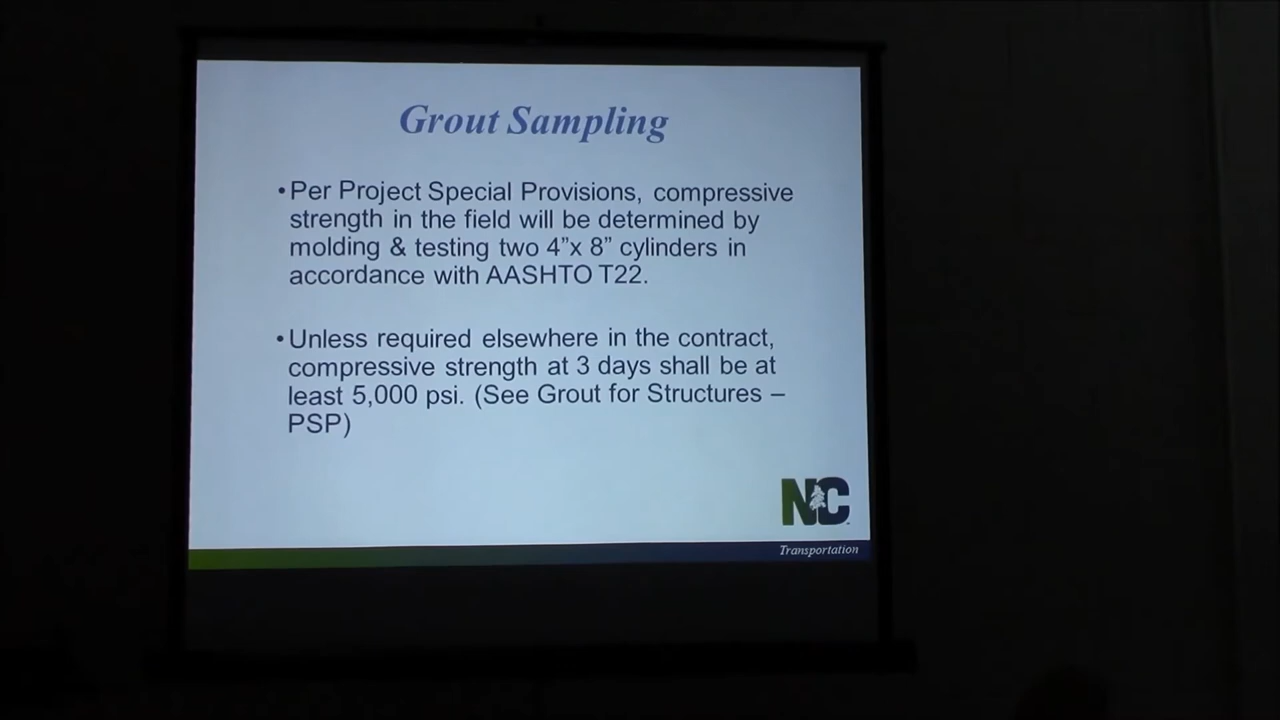 Grout Sampling
•Per Project Special Provisions, compressive
strength in the field will be determined by
molding & testing two 4”x 8” cylinders in
accordance with AASHTO T22.
•Unless required elsewhere in the contract,
compressive strength at 3 days shall be at
least 5,000 psi. (See Grout for Structures –
PSP)
NC
Transportation